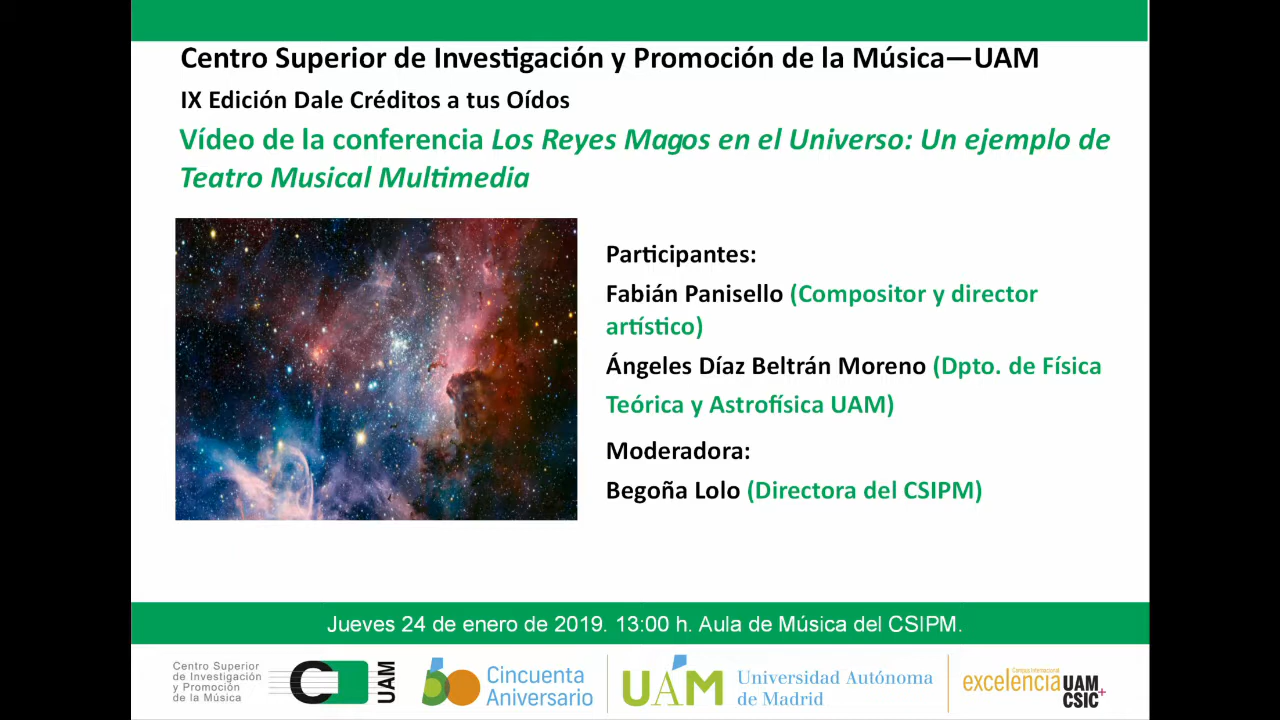 Centro Superior de Investigación y Promoción de la Música—UAM
IX Edición Dale Créditos a tus Oídos
Vídeo de la conferencia Los Reyes Magos en el Universo: Un ejemplo de
Teatro Musical Multimedia
Participantes:
Fabián Panisello (Compositor y director
artístico)
Ángeles Díaz Beltrán Moreno (Dpto. de Física
Teórica y Astrofísica UAM)
Moderadora:
Begoña Lolo (Directora del CSIPM)
Jueves 24 de enero de 2019. 13:00 h. Aula de Música del CSIPM.
Centro Superior
de Investigación
y Promoción
de la Música
UAM
50 Cincuenta
Aniversario
UAM Universidad Autónoma
de Madrid
Campus Internacional
excelencia UAM
CSIC+